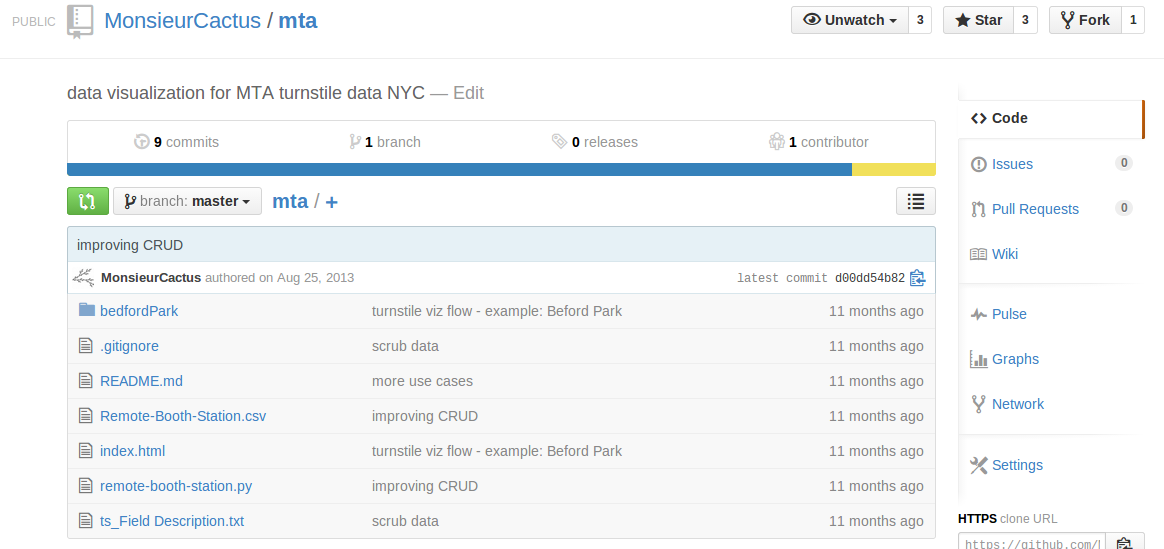 PUBLIC MonsieurCactus / mta Unwatch 3 Star 3 Fork 1
data visualization for MTA turnstile data NYC — Edit
9 commits 1 branch 0 releases 1 contributor
branch: master mta / +
improving CRUD
MonsieurCactus authored on Aug 25, 2013 latest commit d00dd54b82
bedfordPark turnstile viz flow - example: Beford Park 11 months ago
.gitignore scrub data 11 months ago
README.md more use cases 11 months ago
Remote-Booth-Station.csv improving CRUD 11 months ago
index.html turnstile viz flow - example: Beford Park 11 months ago
remote-booth-station.py improving CRUD 11 months ago
ts_Field Description.txt scrub data 11 months ago
Code
Issues 0
Pull Requests 0
Wiki
Pulse
Graphs
Network
Settings
HTTPS clone URL
https://github.com/